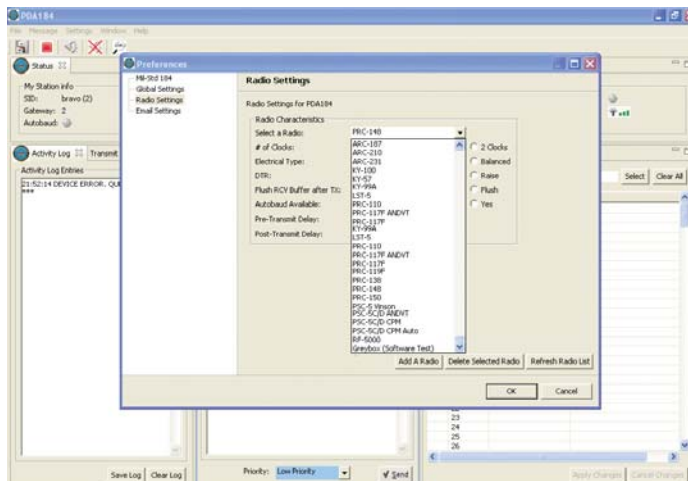 PDA184
File Message Settings Window Help
Status
My Station info
SID: bravo (2)
Gateway: 2
Autobaud:
Activity Log
Transmit
Activity Log Entries
21:52:14 DEVICE ERROR.
***
Save Log
Clear Log
Preferences
Mil-Std 184
Global Settings
Radio Settings
Email Settings
Radio Settings
Radio Settings for PDA184
Radio Characteristics
Select a Radio: PRC-148
# of Clocks: 2 Clocks
Electrical Type: Balanced
DTR: Raise
Flush RCV Buffer after TX: Flush
Autobaud Available: Yes
Pre-Transmit Delay:
Post-Transmit Delay:
ARC-187
ARC-210
ARC-231
KY-100
KY-57
KY-99A
LST-5
PRC-110
PRC-117F ANDVT
PRC-117F
KY-99A
LST-5
PRC-110
PRC-117F ANDVT
PRC-117F
PRC-119F
PRC-138
PRC-148
PRC-150
PSC-5 Vinson
PSC-5C/D ANDVT
PSC-5C/D CPM
PSC-5C/D CPM Auto
RF-5000
Greybox (Software Test)
Add A Radio
Delete Selected Radio
Refresh Radio List
OK
Cancel
Select
Clear All
23
24
25
26
Priority: Low Priority
Send
Apply Changes
Cancel Changes